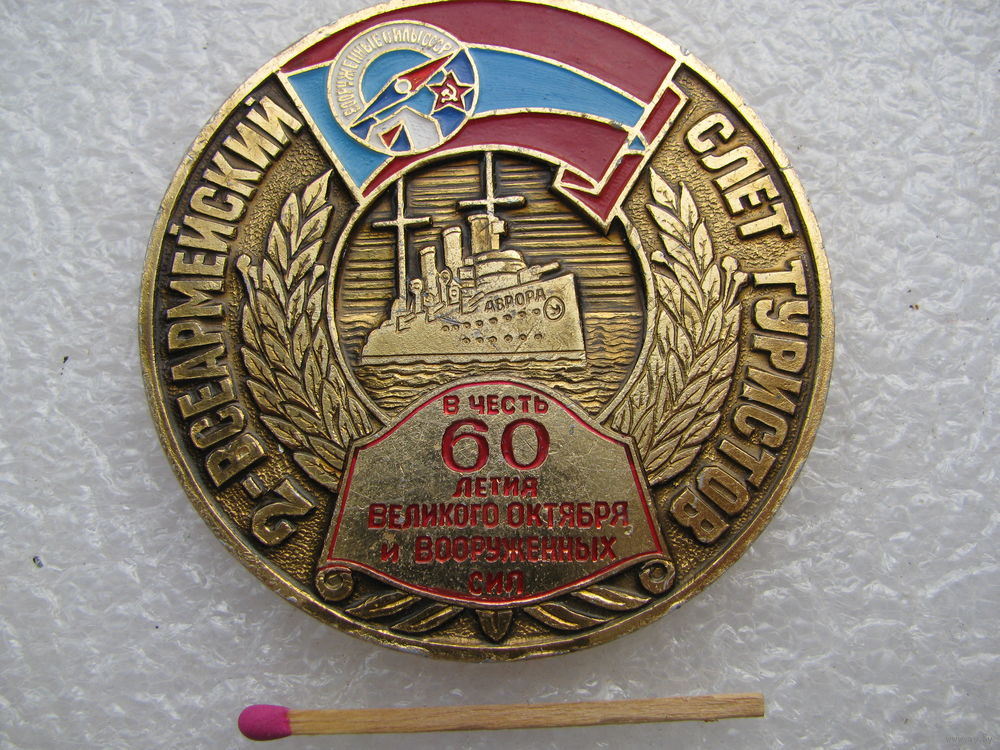 ВООРУЖЕННЫЕ СИЛЫ СССР
2-ВСЕАРМЕЙСКИЙ
СЛЕТ ТУРИСТОВ
АВРОРА
В ЧЕСТЬ
60
ЛЕТИЯ
ВЕЛИКОГО ОКТЯБРЯ
и ВООРУЖЕННЫХ
СИЛ